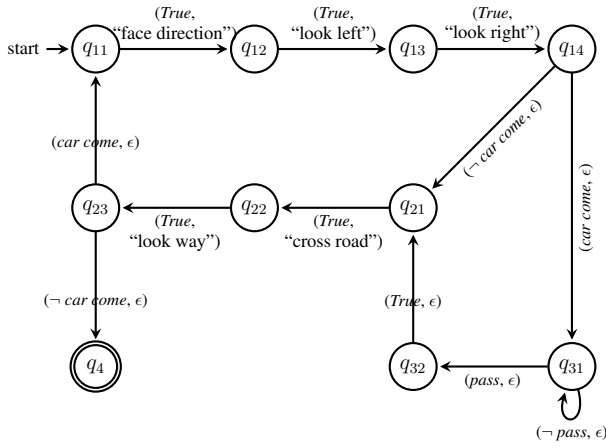 (True, (True, (True,
start q11 “face direction”) q12 “look left”) q13 “look right”) q14
(car come, ϵ) (¬ car come, ϵ) (car come, ϵ)
q23 (True, q22 (True, q21
“look way”) “cross road”)
(¬ car come, ϵ) (True, ϵ)
q4 q32 (pass, ϵ) q31
(¬ pass, ϵ)